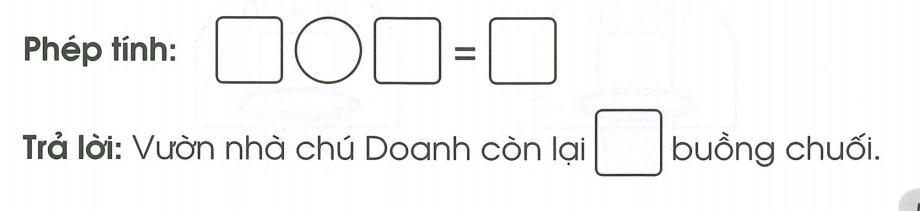 Phép tính: =
Trả lời: Vườn nhà chú Doanh còn lại buồng chuối.